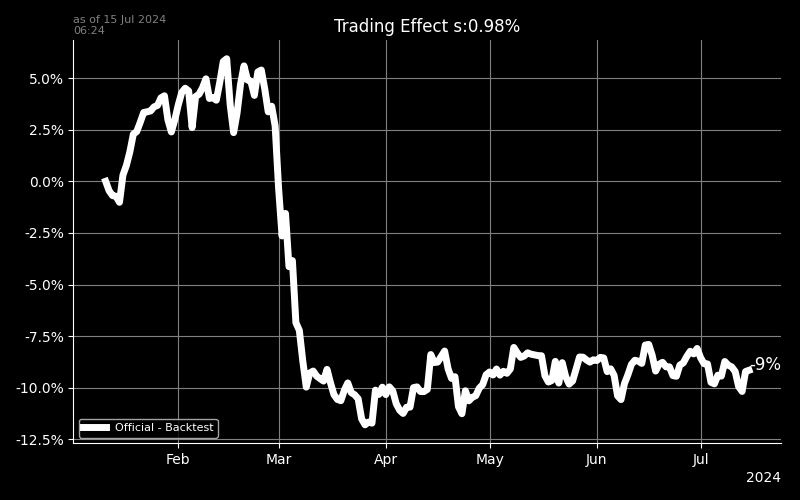 as of 15 Jul 2024
06:24
Trading Effect s:0.98%
5.0%
2.5%
0.0%
-2.5%
-5.0%
-7.5%
-10.0%
-12.5%
-9%
Official - Backtest
Feb
Mar
Apr
May
Jun
Jul
2024